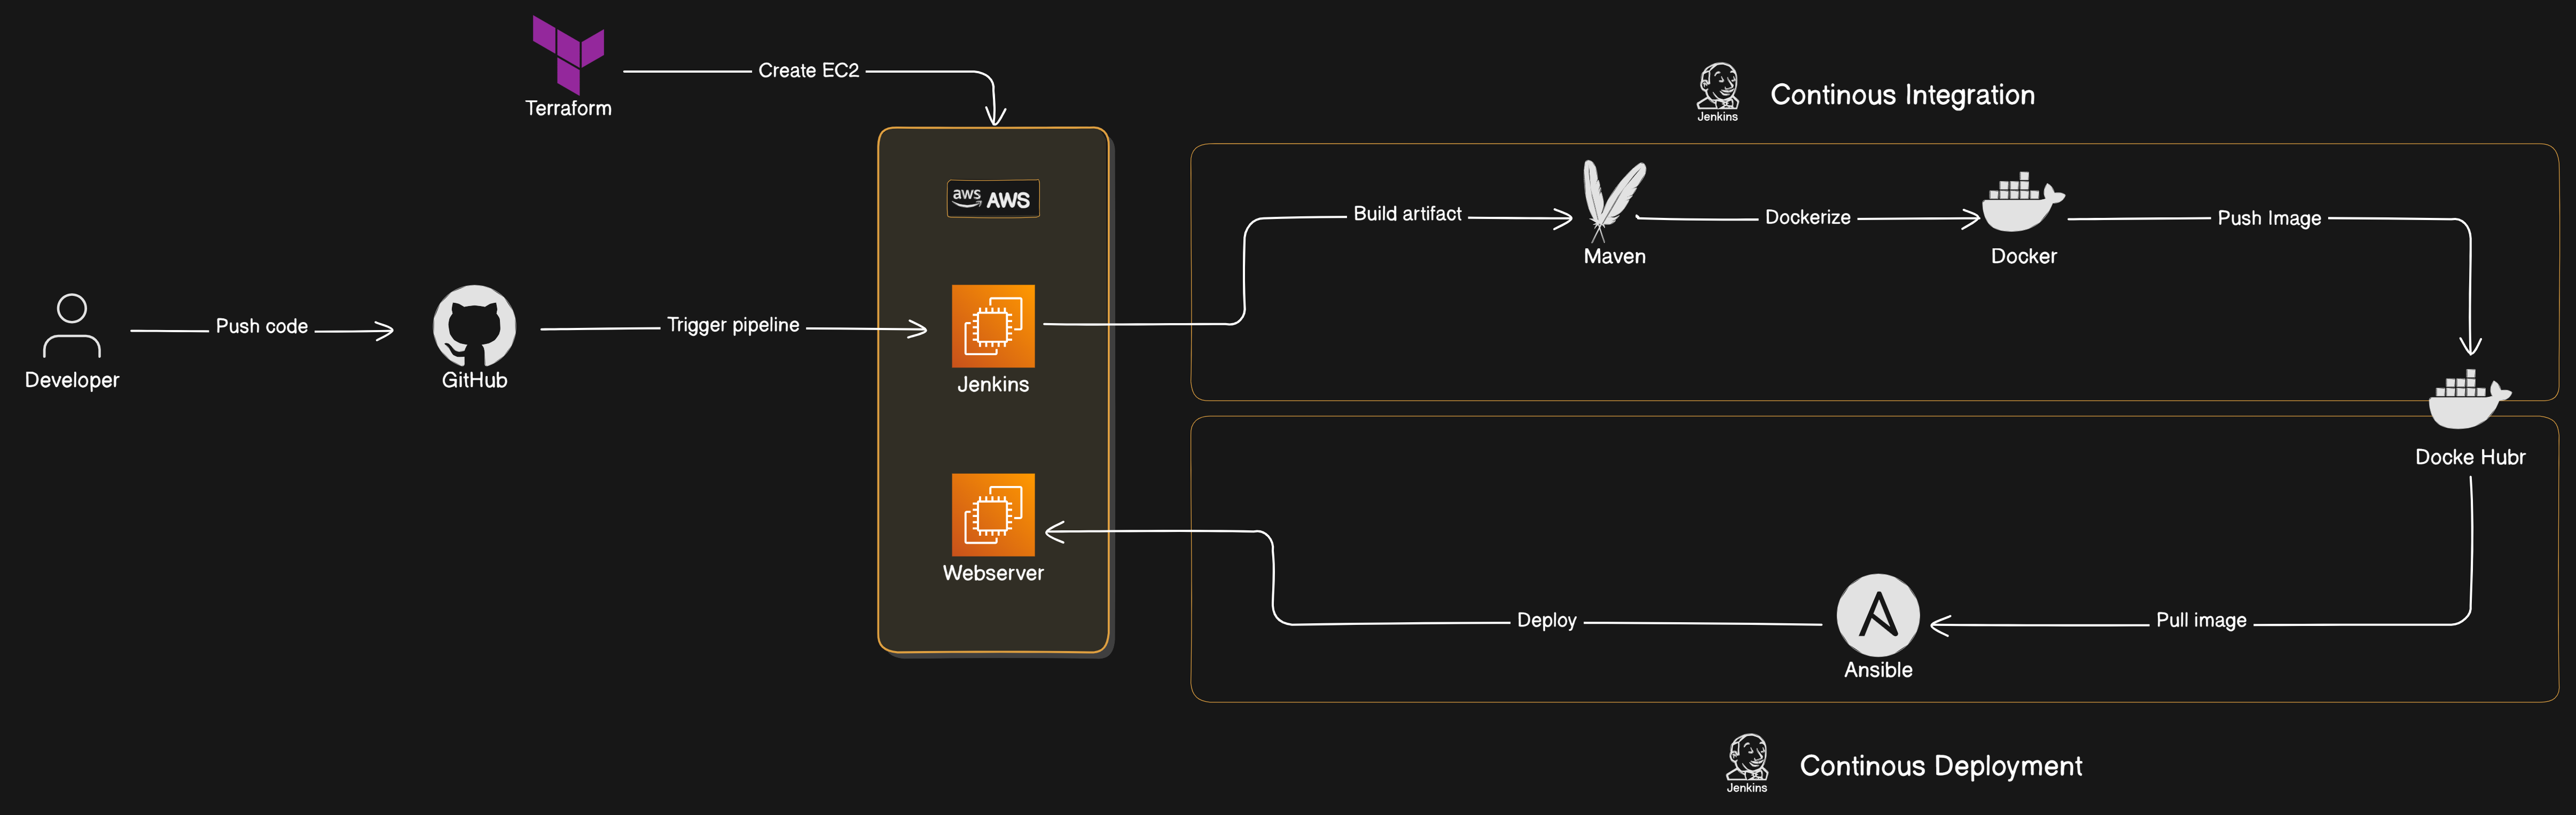 Terraform
Create EC2
Jenkins
Continous Integration
aws AWS
Build artifact
Maven
Dockerize
Docker
Push Image
Developer
Push code
GitHub
Trigger pipeline
Jenkins
Docke Hubr
Webserver
Deploy
Ansible
Pull image
Jenkins
Continous Deployment